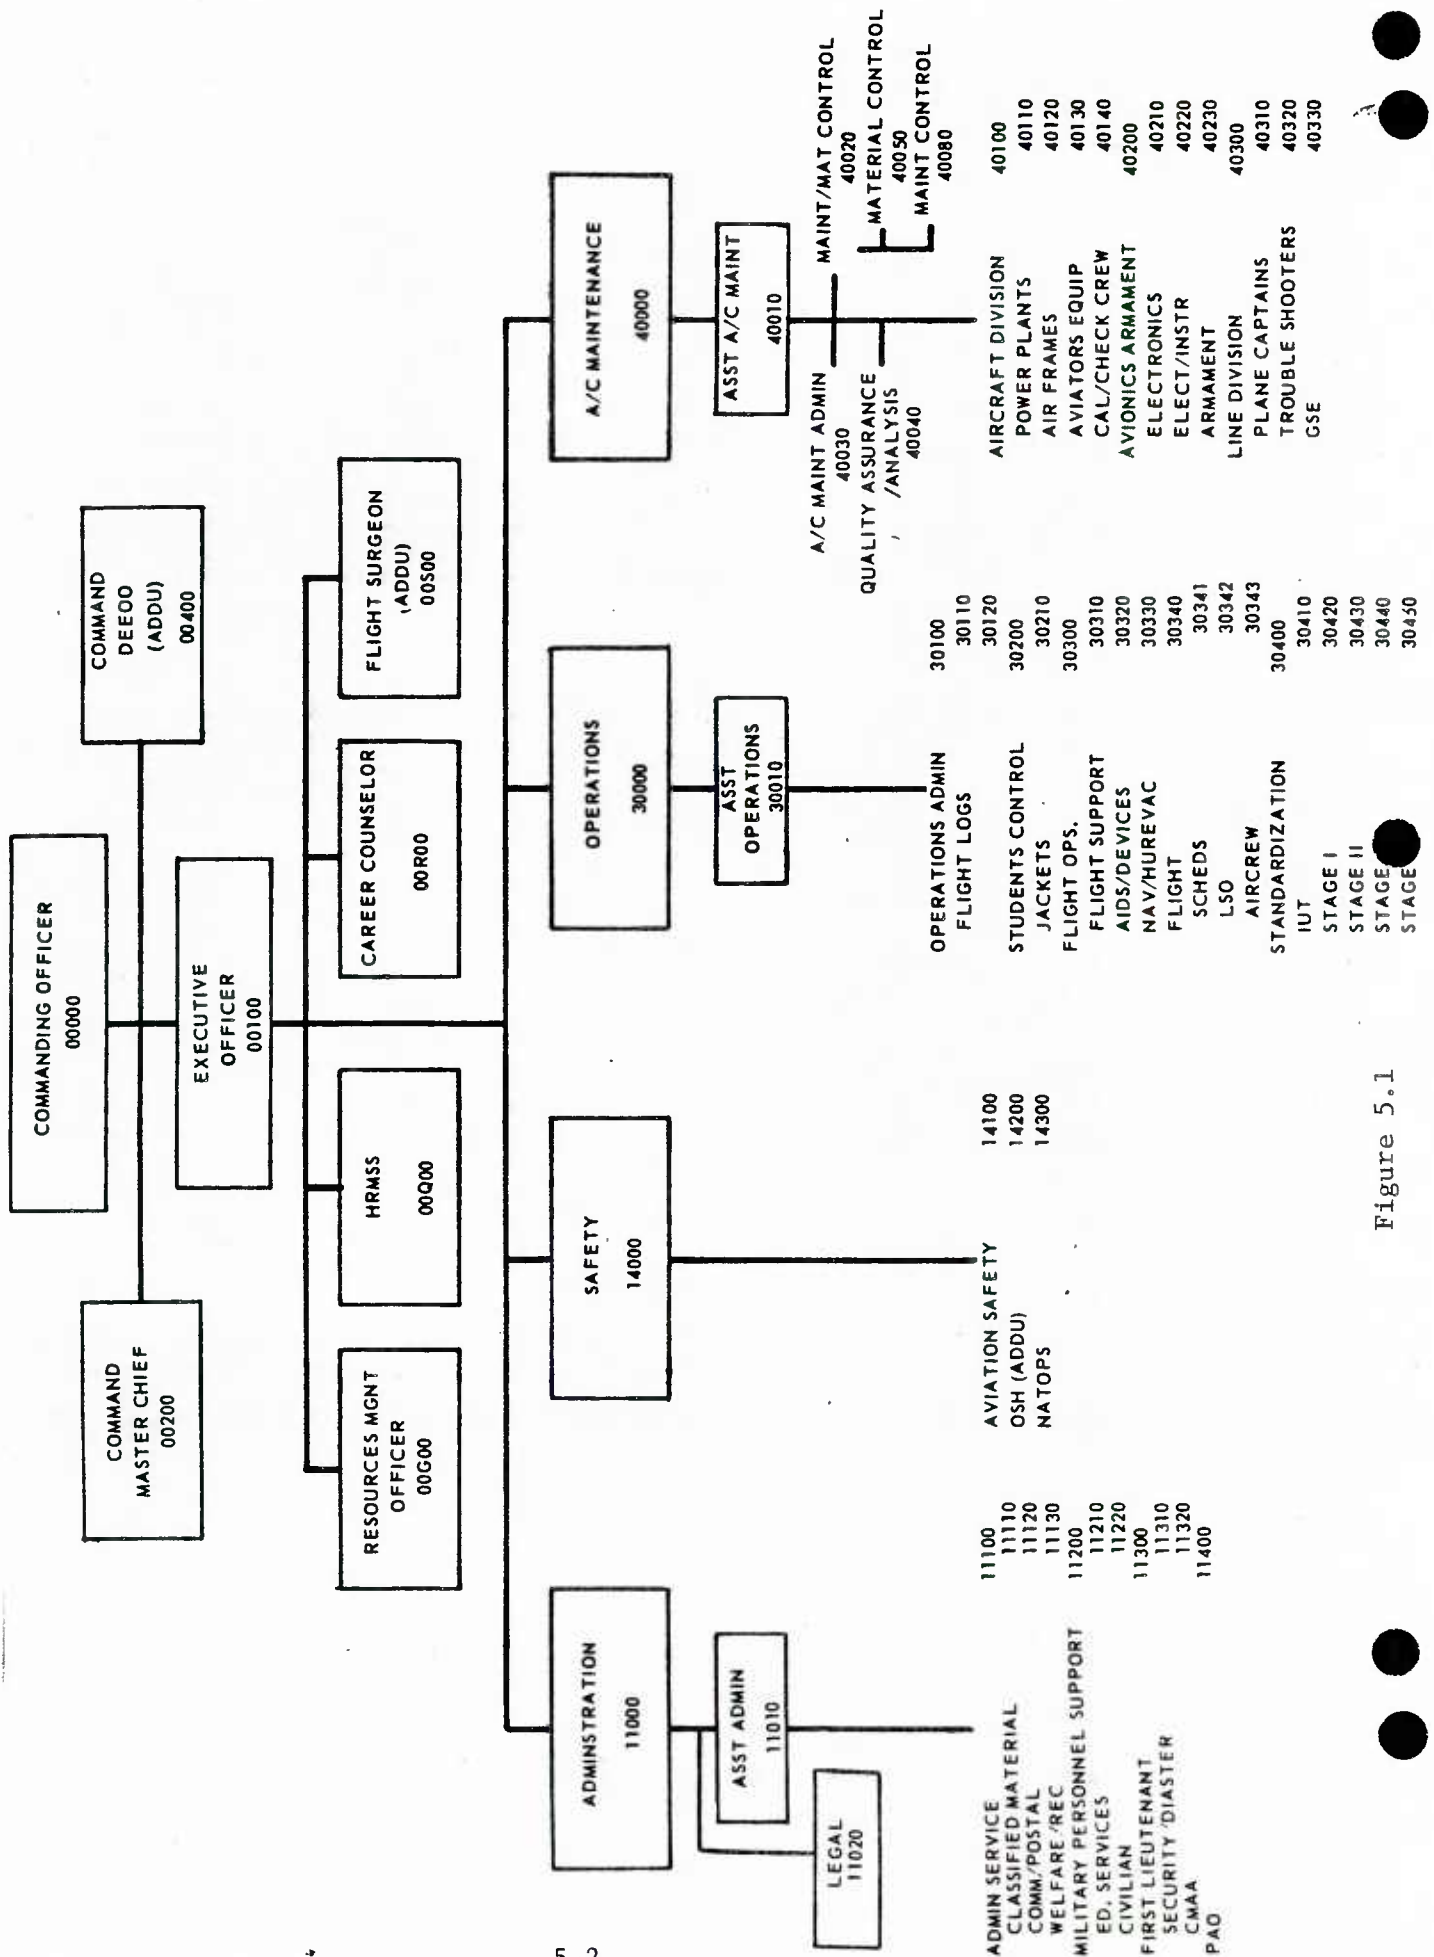 COMMANDING OFFICER
00000
COMMAND
MASTER CHIEF
00200
COMMAND
DEEOO
(ADDU)
00400
EXECUTIVE
OFFICER
00100
RESOURCES MGNT
OFFICER
00G00
HRMSS
00Q00
CAREER COUNSELOR
00R00
FLIGHT SURGEON
(ADDU)
00S00
ADMINSTRATION
11000
ASST ADMIN
11010
LEGAL
11020
ADMIN SERVICE 11100
CLASSIFIED MATERIAL 11110
COMM/POSTAL 11120
WELFARE/REC 11130
MILITARY PERSONNEL SUPPORT 11200
ED. SERVICES 11210
CIVILIAN 11220
FIRST LIEUTENANT 11300
SECURITY/DIASTER 11310
CMAA 11320
PAO 11400
SAFETY
14000
AVIATION SAFETY 14100
OSH (ADDU) 14200
NATOPS 14300
OPERATIONS
30000
ASST
OPERATIONS
30010
OPERATIONS ADMIN 30100
FLIGHT LOGS 30110
30120
STUDENTS CONTROL 30200
JACKETS 30210
FLIGHT OPS. 30300
FLIGHT SUPPORT 30310
AIDS/DEVICES 30320
NAV/HUREVAC 30330
FLIGHT 30340
SCHEDS 30341
LSO 30342
AIRCREW 30343
STANDARDIZATION 30400
IUT 30410
STAGE I 30420
STAGE II 30430
STAGE 30440
STAGE 30450
A/C MAINTENANCE
40000
ASST A/C MAINT
40010
A/C MAINT ADMIN
40030
QUALITY ASSURANCE
/ANALYSIS
40040
MAINT/MAT CONTROL
40020
MATERIAL CONTROL
40050
MAINT CONTROL
40080
AIRCRAFT DIVISION 40100
POWER PLANTS 40110
AIR FRAMES 40120
AVIATORS EQUIP 40130
CAL/CHECK CREW 40140
AVIONICS ARMAMENT 40200
ELECTRONICS 40210
ELECT/INSTR 40220
ARMAMENT 40230
LINE DIVISION 40300
PLANE CAPTAINS 40310
TROUBLE SHOOTERS 40320
GSE 40330
Figure 5.1